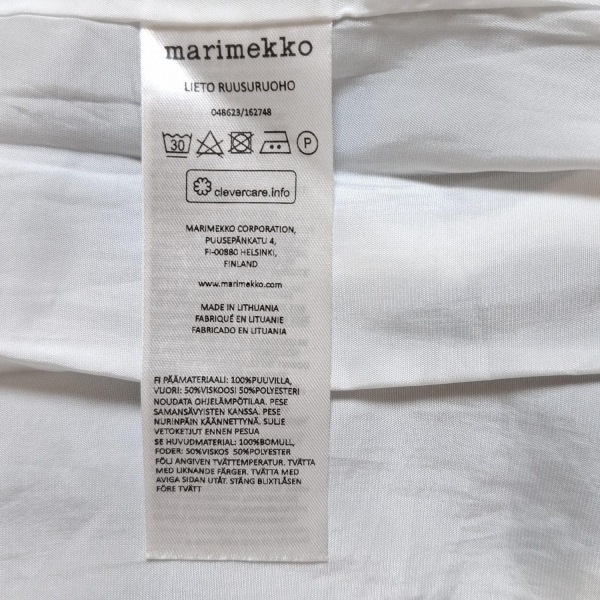 marimekko
LIETO RUUSURUOHO
048623/162748
30 P
clevercare.info
MARIMEKKO CORPORATION,
PUUSEPÄNKATU 4,
FI-00880 HELSINKI,
FINLAND
www.marimekko.com
MADE IN LITHUANIA
FABRIQUÉ EN LITUANIE
FABRICADO EN LITUANIA
FI PÄÄMATERIAALI: 100%PUUVILLA,
VUORI: 50%VISKOOSI 50%POLYESTERI
NOUDATA OHJELÄMPÖTILAA. PESE
SAMANSÄVYISTEN KANSSA. PESE
NURINPÄIN KÄÄNNETTYNÄ. SULJE
VETOKETJUT ENNEN PESUA
SE HUVUDMATERIAL: 100%BOMULL,
FODER: 50%VISKOS 50%POLYESTER
FÖLJ ANGIVEN TVÄTTEMPERATUR. TVÄTTA
MED LIKNANDE FÄRGER. TVÄTTA MED
AVIGA SIDAN UTÅT. STÄNG BLIXTLÅSEN
FÖRE TVÄTT